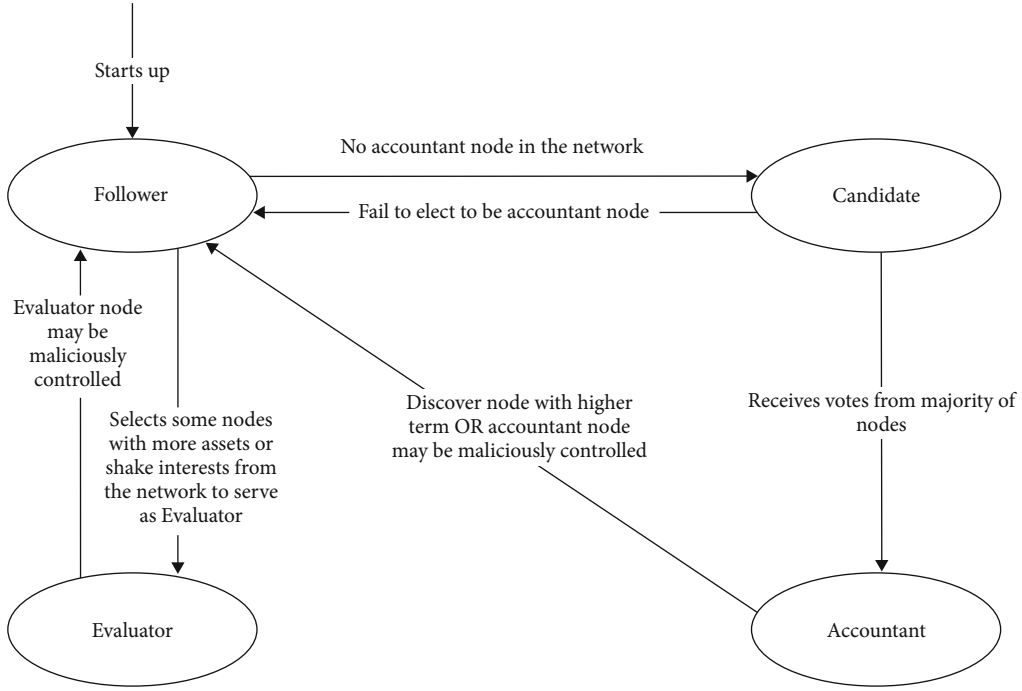 Starts up
No accountant node in the network
Follower
Candidate
Fail to elect to be accountant node
Evaluator node
may be
maliciously
controlled
Selects some nodes
with more assets or
shake interests from
the network to serve
as Evaluator
Discover node with higher
term OR accountant node
may be maliciously controlled
Receives votes from majority of
nodes
Evaluator
Accountant